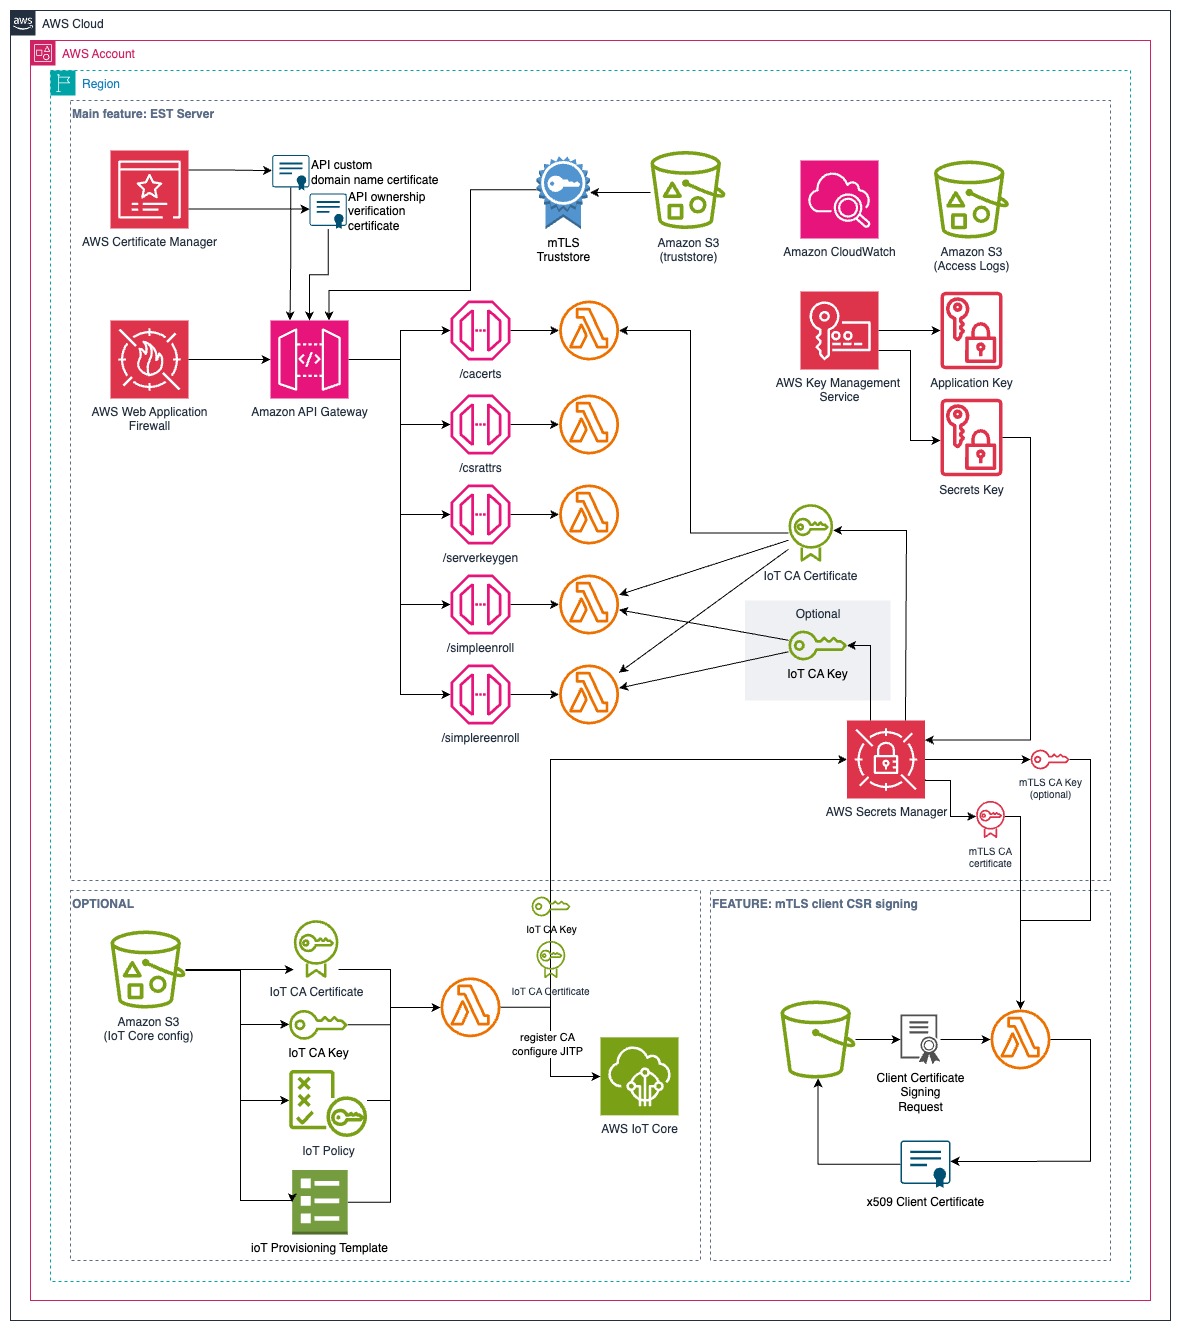 aws
AWS Cloud
AWS Account
Region
Main feature: EST Server
API custom
domain name certificate
API ownership
verification
certificate
AWS Certificate Manager
mTLS
Truststore
Amazon S3
(truststore)
Amazon CloudWatch
Amazon S3
(Access Logs)
AWS Web Application
Firewall
Amazon API Gateway
/cacerts
AWS Key Management
Service
Application Key
/csrattrs
Secrets Key
/serverkeygen
IoT CA Certificate
Optional
/simpleenroll
IoT CA Key
/simplereenroll
AWS Secrets Manager
mTLS CA Key
(optional)
mTLS CA
certificate
OPTIONAL
IoT CA Key
IoT CA Certificate
FEATURE: mTLS client CSR signing
IoT CA Certificate
Amazon S3
(IoT Core config)
IoT CA Key
register CA
configure JITP
Client Certificate
Signing
Request
AWS IoT Core
IoT Policy
x509 Client Certificate
ioT Provisioning Template